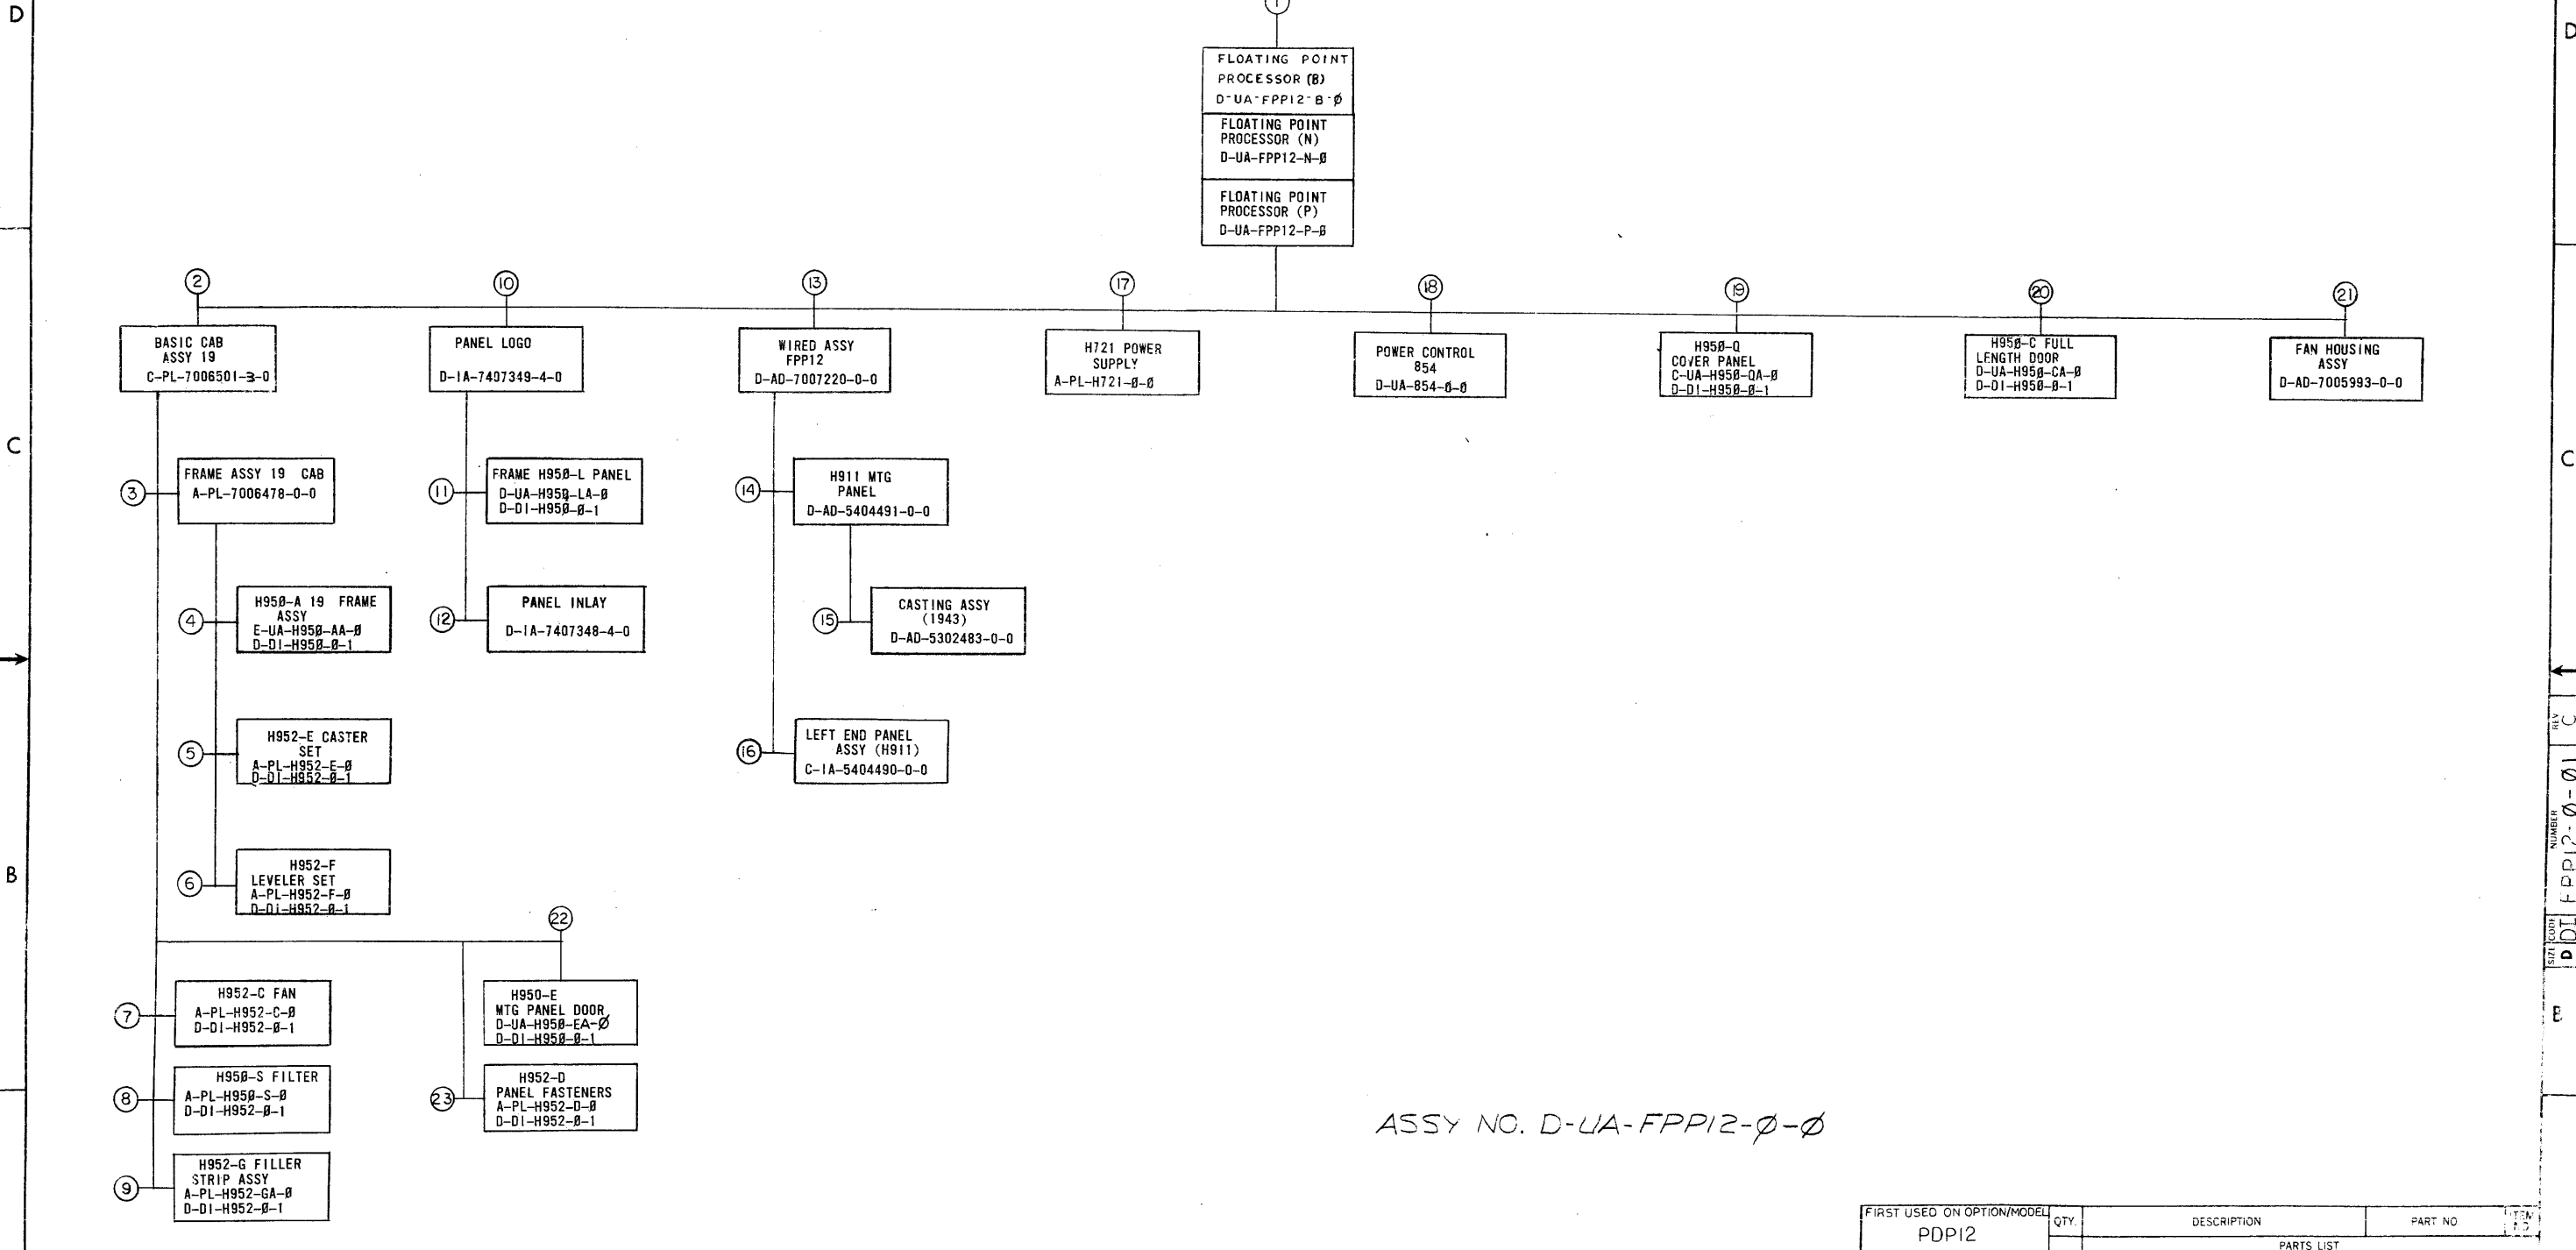 D
D
1
FLOATING POINT
PROCESSOR (B)
D-UA-FPP12-B-Ø
FLOATING POINT
PROCESSOR (N)
D-UA-FPP12-N-Ø
FLOATING POINT
PROCESSOR (P)
D-UA-FPP12-P-Ø
2
10
13
17
18
19
20
21
BASIC CAB
ASSY 19
C-PL-7006501-3-0
PANEL LOGO
D-IA-7407349-4-0
WIRED ASSY
FPP12
D-AD-7007220-0-0
H721 POWER
SUPPLY
A-PL-H721-Ø-Ø
POWER CONTROL
854
D-UA-854-Ø-Ø
H95Ø-Q
COVER PANEL
C-UA-H95Ø-QA-Ø
D-DI-H95Ø-Ø-1
H95Ø-C FULL
LENGTH DOOR
D-UA-H95Ø-CA-Ø
D-DI-H95Ø-Ø-1
FAN HOUSING
ASSY
D-AD-7005993-0-0
C
C
3
FRAME ASSY 19 CAB
A-PL-7006478-0-0
11
FRAME H95Ø-L PANEL
D-UA-H95Ø-LA-Ø
D-DI-H95Ø-Ø-1
14
H911 MTG
PANEL
D-AD-5404491-0-0
4
H95Ø-A 19 FRAME
ASSY
E-UA-H95Ø-AA-Ø
D-DI-H95Ø-Ø-1
12
PANEL INLAY
D-IA-7407348-4-0
15
CASTING ASSY
(1943)
D-AD-5302483-0-0
5
H952-E CASTER
SET
A-PL-H952-E-Ø
D-DI-H952-Ø-1
16
LEFT END PANEL
ASSY (H911)
C-IA-5404490-0-0
6
H952-F
LEVELER SET
A-PL-H952-F-Ø
D-DI-H952-Ø-1
B
B
22
7
H952-C FAN
A-PL-H952-C-Ø
D-DI-H952-Ø-1
H95Ø-E
MTG PANEL DOOR
D-UA-H95Ø-EA-Ø
D-DI-H95Ø-Ø-1
8
H95Ø-S FILTER
A-PL-H95Ø-S-Ø
D-DI-H952-Ø-1
23
H952-D
PANEL FASTENERS
A-PL-H952-D-Ø
D-DI-H952-Ø-1
9
H952-G FILLER
STRIP ASSY
A-PL-H952-GA-Ø
D-DI-H952-Ø-1
ASSY NO. D-UA-FPP12-Ø-Ø
SIZE CODE NUMBER REV
D DI FPP12-Ø-Ø1 C
FIRST USED ON OPTION/MODEL
PDP12
QTY. DESCRIPTION PART NO ITEM NO
PARTS LIST